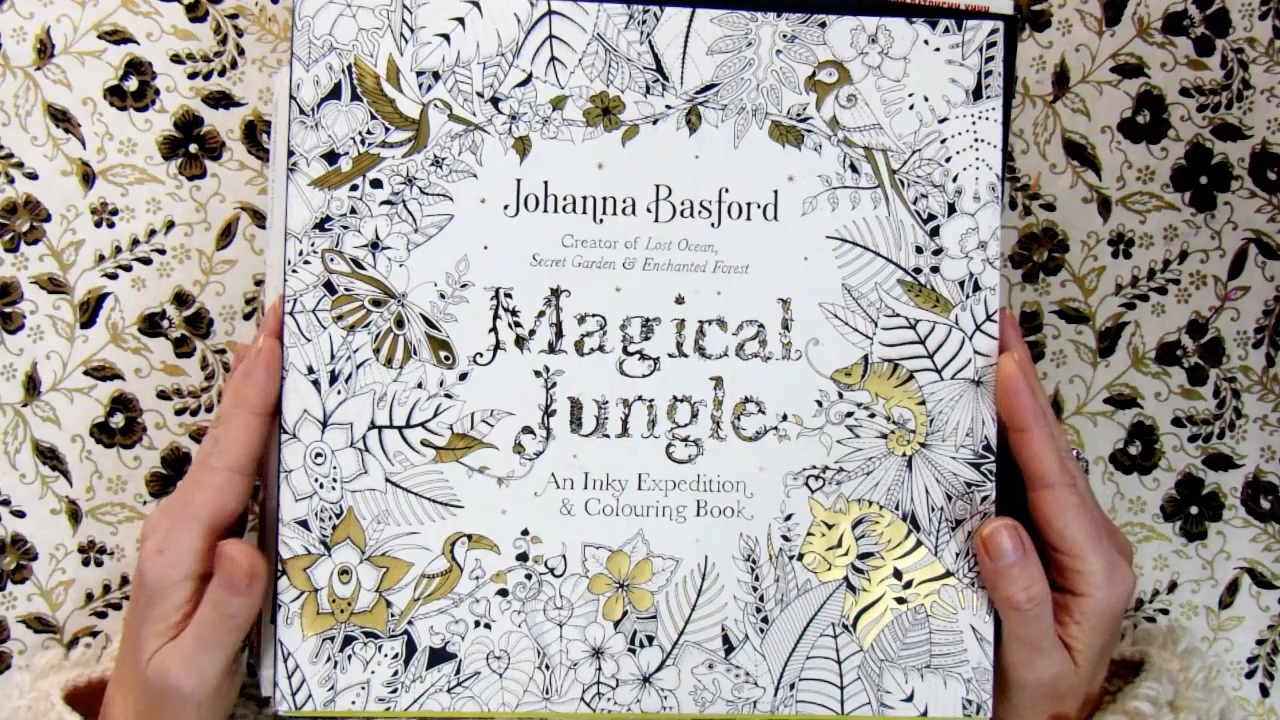 Johanna Basford
Creator of Lost Ocean,
Secret Garden & Enchanted Forest
Magical
Jungle
An Inky Expedition
& Colouring Book